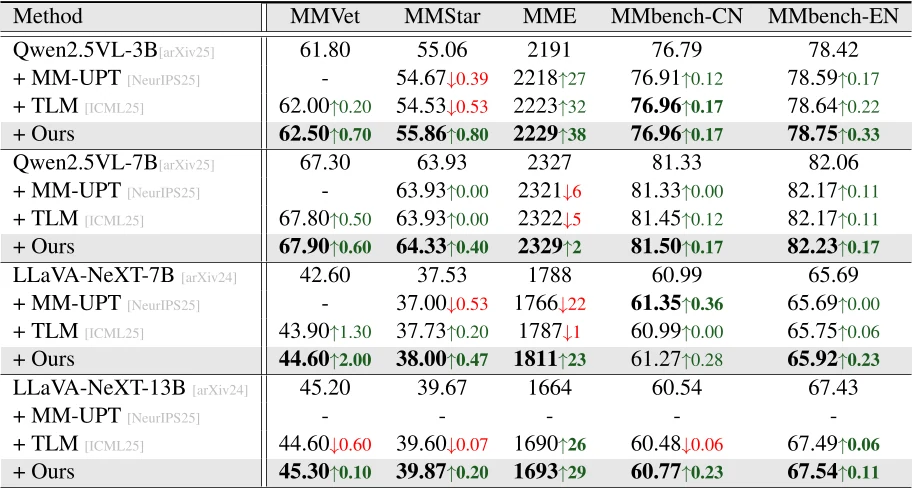 Method MMVet MMStar MME MMbench-CN MMbench-EN
Qwen2.5VL-3B[arXiv25] 61.80 55.06 2191 76.79 78.42
+ MM-UPT [NeurIPS25] - 54.67↓0.39 2218↑27 76.91↑0.12 78.59↑0.17
+ TLM [ICML25] 62.00↑0.20 54.53↓0.53 2223↑32 76.96↑0.17 78.64↑0.22
+ Ours 62.50↑0.70 55.86↑0.80 2229↑38 76.96↑0.17 78.75↑0.33
Qwen2.5VL-7B[arXiv25] 67.30 63.93 2327 81.33 82.06
+ MM-UPT [NeurIPS25] - 63.93↑0.00 2321↓6 81.33↑0.00 82.17↑0.11
+ TLM [ICML25] 67.80↑0.50 63.93↑0.00 2322↓5 81.45↑0.12 82.17↑0.11
+ Ours 67.90↑0.60 64.33↑0.40 2329↑2 81.50↑0.17 82.23↑0.17
LLaVA-NeXT-7B [arXiv24] 42.60 37.53 1788 60.99 65.69
+ MM-UPT [NeurIPS25] - 37.00↓0.53 1766↓22 61.35↑0.36 65.69↑0.00
+ TLM [ICML25] 43.90↑1.30 37.73↑0.20 1787↓1 60.99↑0.00 65.75↑0.06
+ Ours 44.60↑2.00 38.00↑0.47 1811↑23 61.27↑0.28 65.92↑0.23
LLaVA-NeXT-13B [arXiv24] 45.20 39.67 1664 60.54 67.43
+ MM-UPT [NeurIPS25] - - - - -
+ TLM [ICML25] 44.60↓0.60 39.60↓0.07 1690↑26 60.48↓0.06 67.49↑0.06
+ Ours 45.30↑0.10 39.87↑0.20 1693↑29 60.77↑0.23 67.54↑0.11